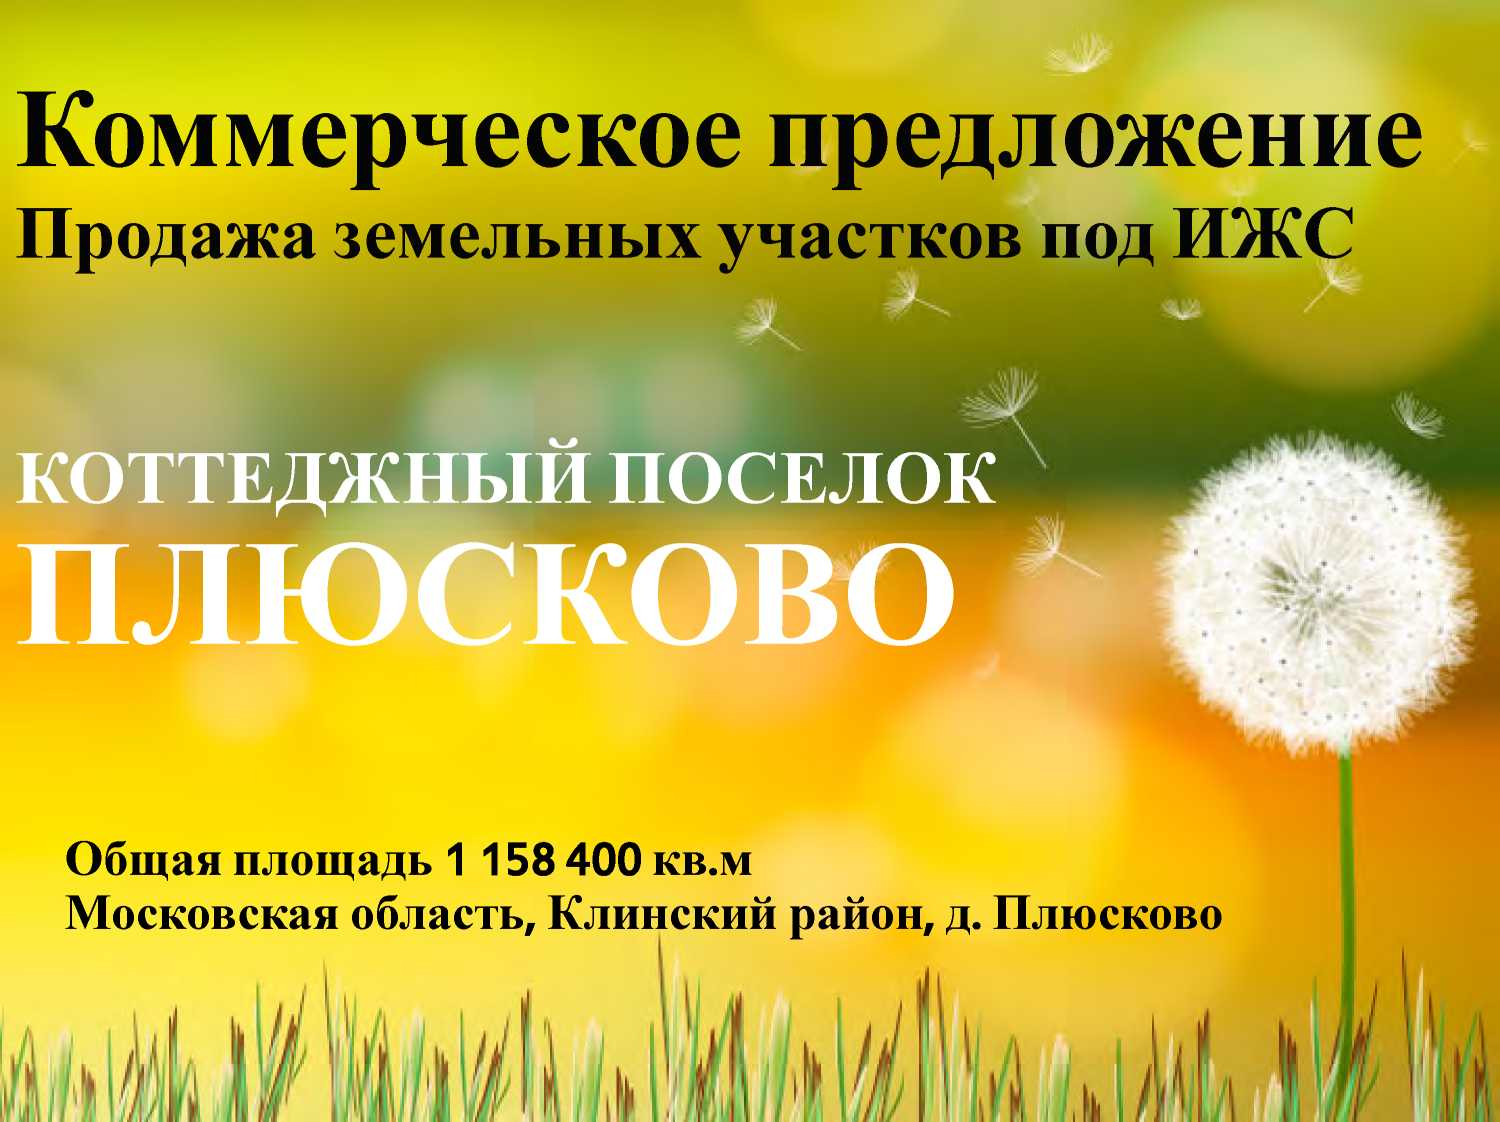 Коммерческое предложение
Продажа земельных участков под ИЖС
КОТТЕДЖНЫЙ ПОСЕЛОК
ПЛЮСКОВО
Общая площадь 1 158 400 кв.м
Московская область, Клинский район, д. Плюсково